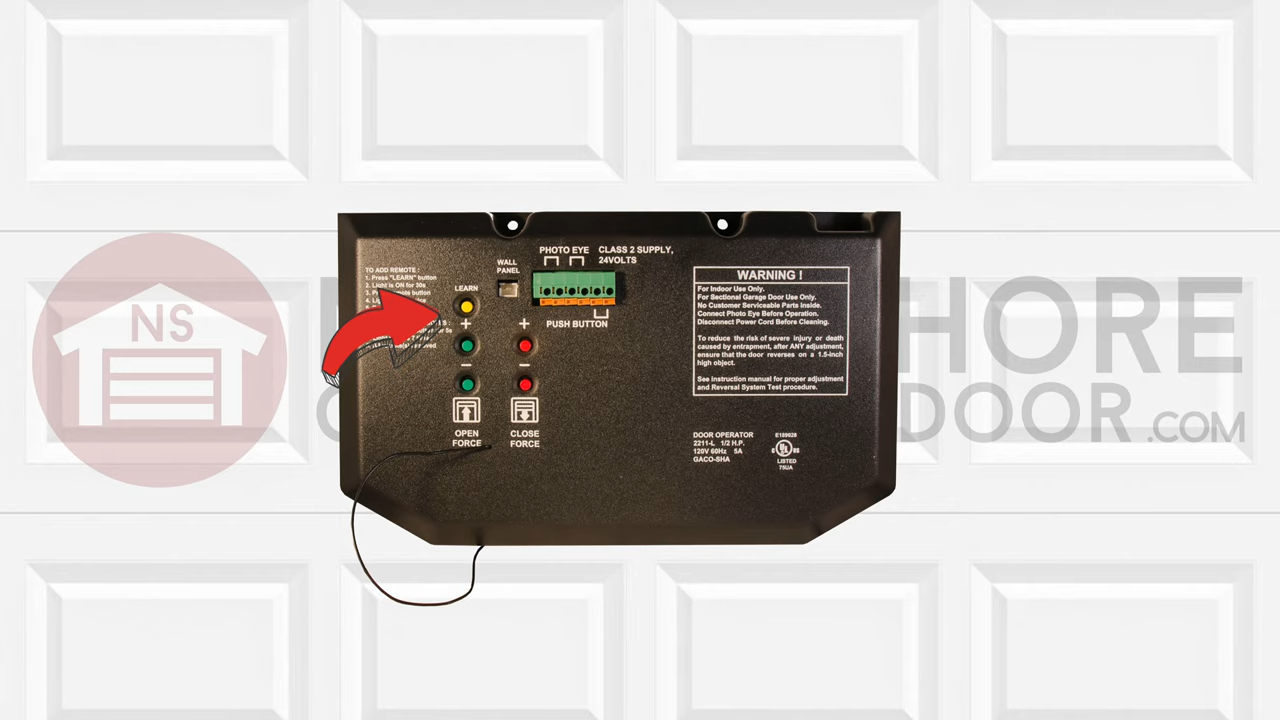 NS
HORE
DOOR.COM
TO ADD REMOTE :
1. Press "LEARN" button
2. Light is ON for 30s
LEARN
WALL
PANEL
PHOTO EYE
CLASS 2 SUPPLY,
24VOLTS
PUSH BUTTON
+ +
− −
OPEN
FORCE
CLOSE
FORCE
WARNING !
For Indoor Use Only.
For Sectional Garage Door Use Only.
No Customer Serviceable Parts Inside.
Connect Photo Eye Before Operation.
Disconnect Power Cord Before Cleaning.
To reduce the risk of severe injury or death
caused by entrapment, after ANY adjustment,
ensure that the door reverses on a 1.5-inch
high object.
See instruction manual for proper adjustment
and Reversal System Test procedure.
DOOR OPERATOR
2211-L 1/2 H.P.
120V 60Hz 5A
GACO-SHA
E189028
C UL US
LISTED
75UA